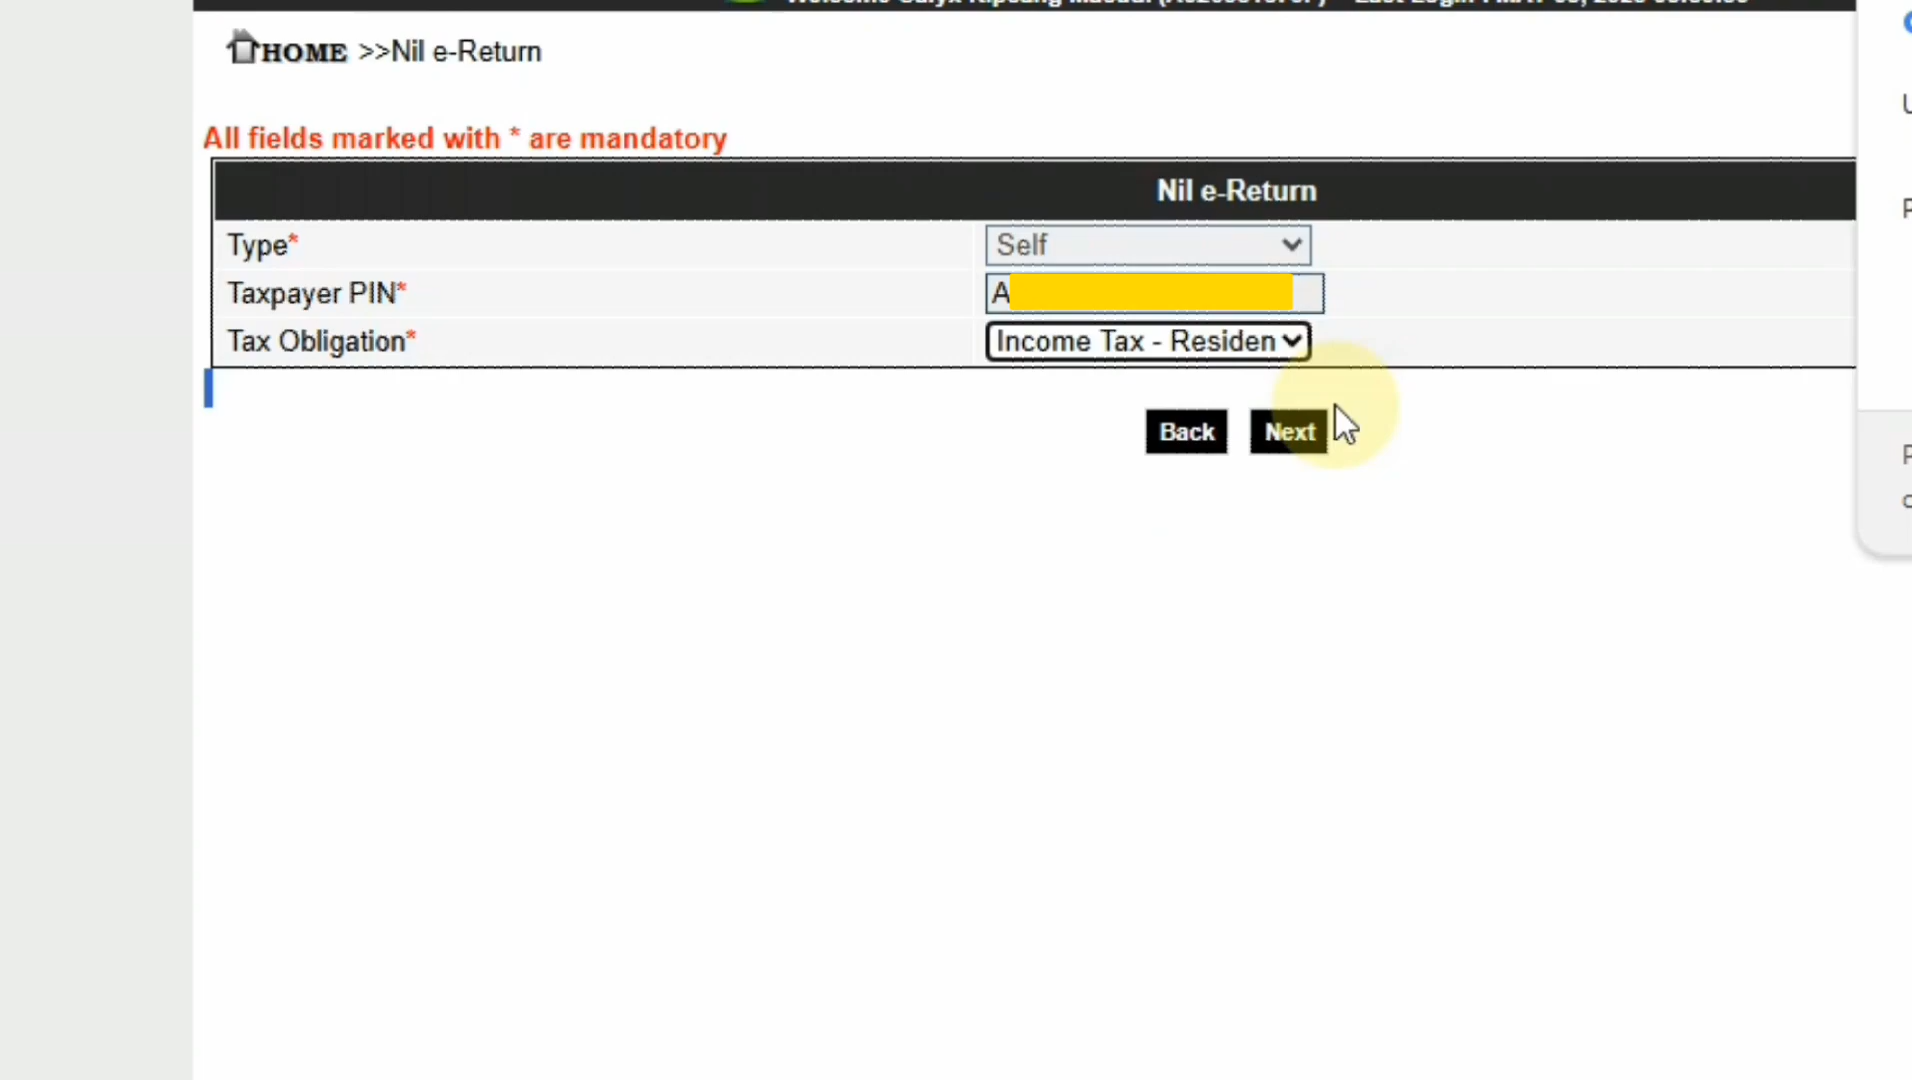 HOME >>Nil e-Return
All fields marked with * are mandatory
Nil e-Return
Type* Self
Taxpayer PIN* A
Tax Obligation* Income Tax - Residen
Back Next